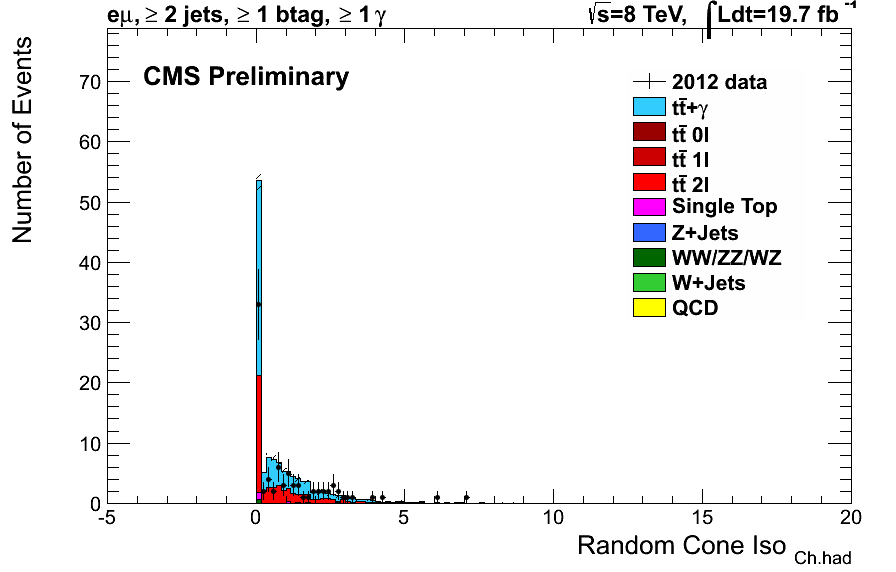 eμ, ≥ 2 jets, ≥ 1 btag, ≥ 1 γ
√s=8 TeV, ∫Ldt=19.7 fb⁻¹
CMS Preliminary
2012 data
tt̄+γ
tt̄ 0l
tt̄ 1l
tt̄ 2l
Single Top
Z+Jets
WW/ZZ/WZ
W+Jets
QCD
Number of Events
70
60
50
40
30
20
10
0
-5 0 5 10 15 20
Random Cone Iso Ch.had